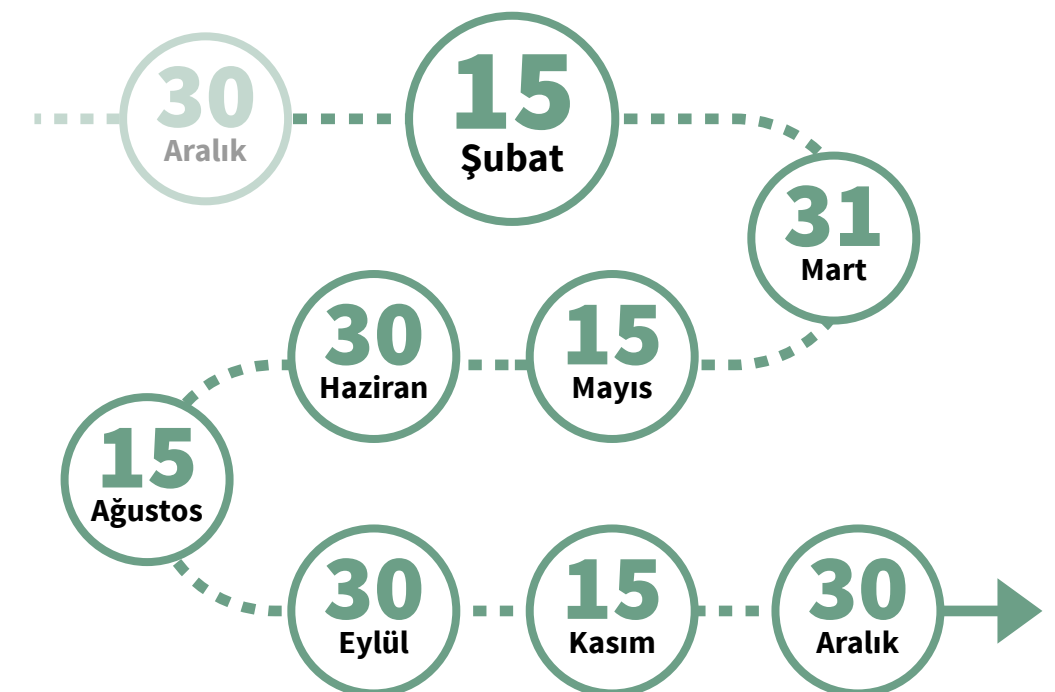 30
Aralık
15
Şubat
31
Mart
15
Mayıs
30
Haziran
15
Ağustos
30
Eylül
15
Kasım
30
Aralık